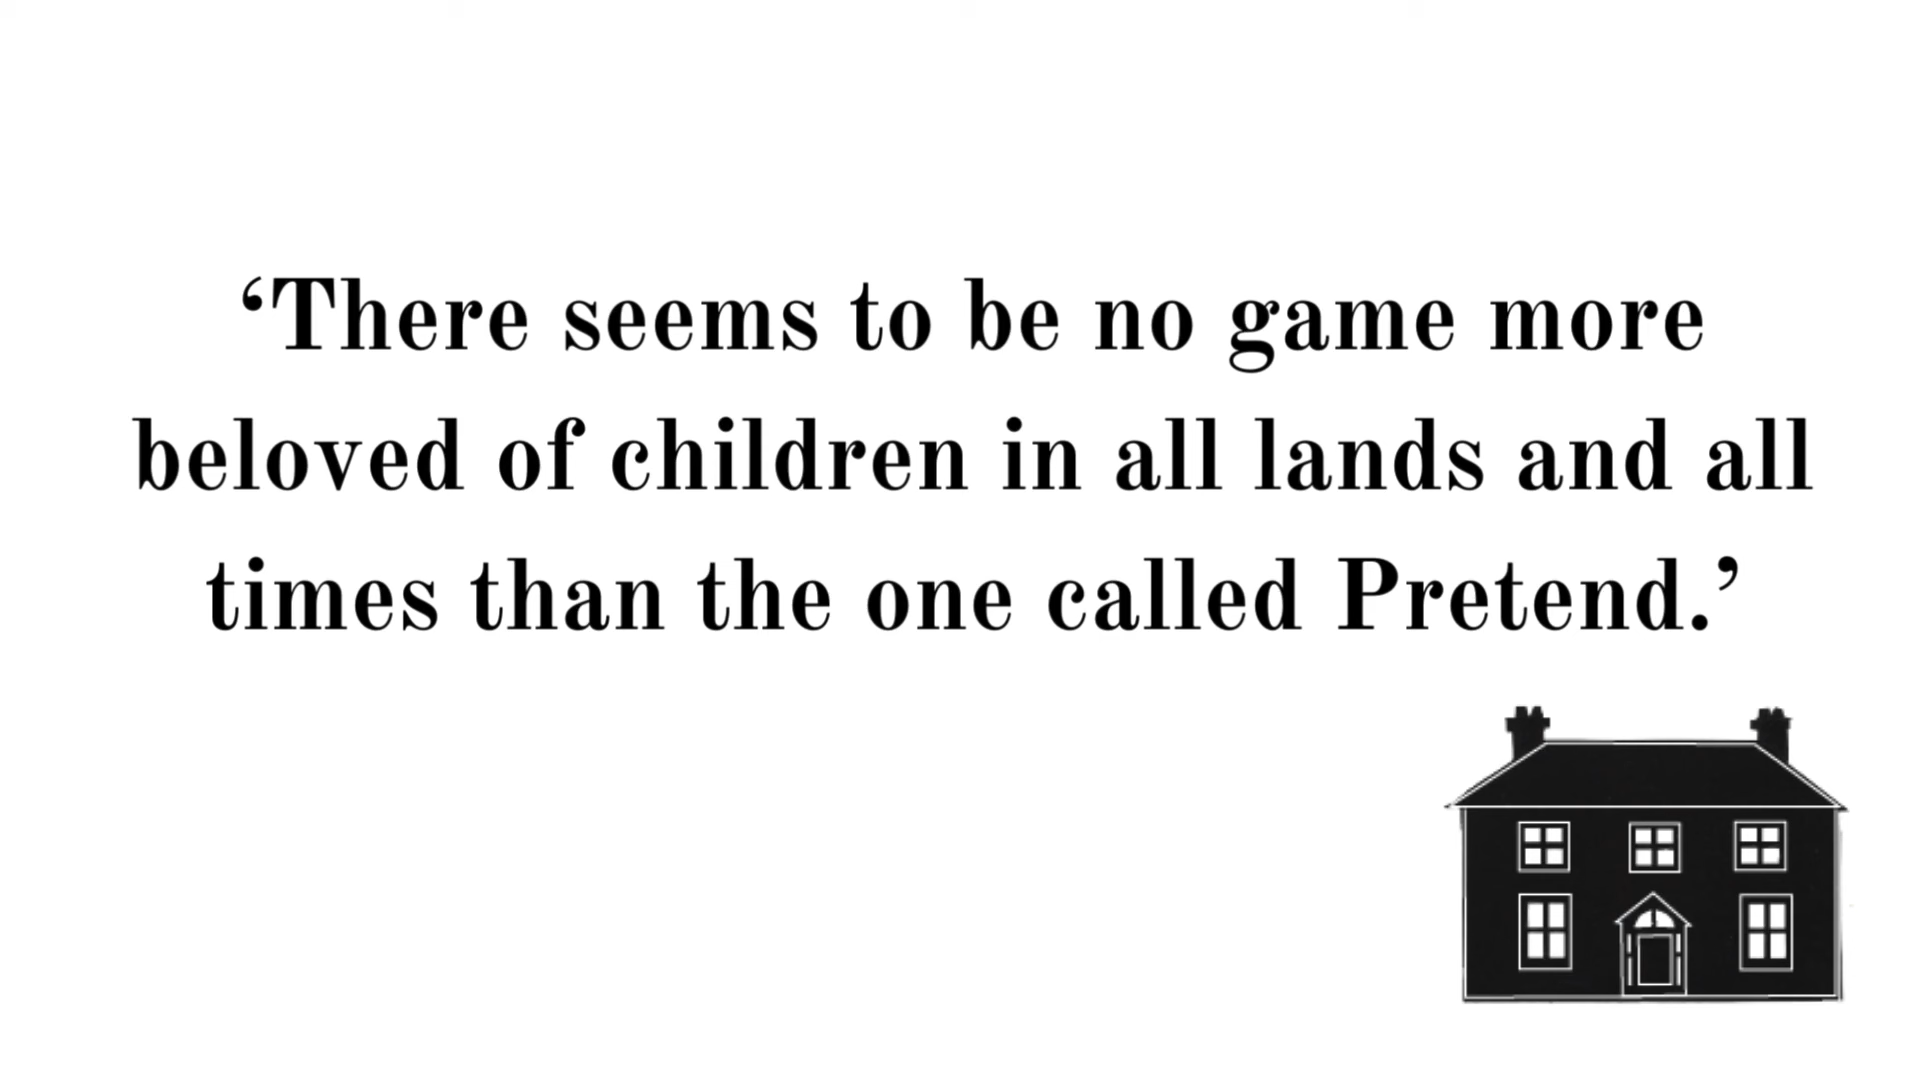 ‘There seems to be no game more
beloved of children in all lands and all
times than the one called Pretend.’